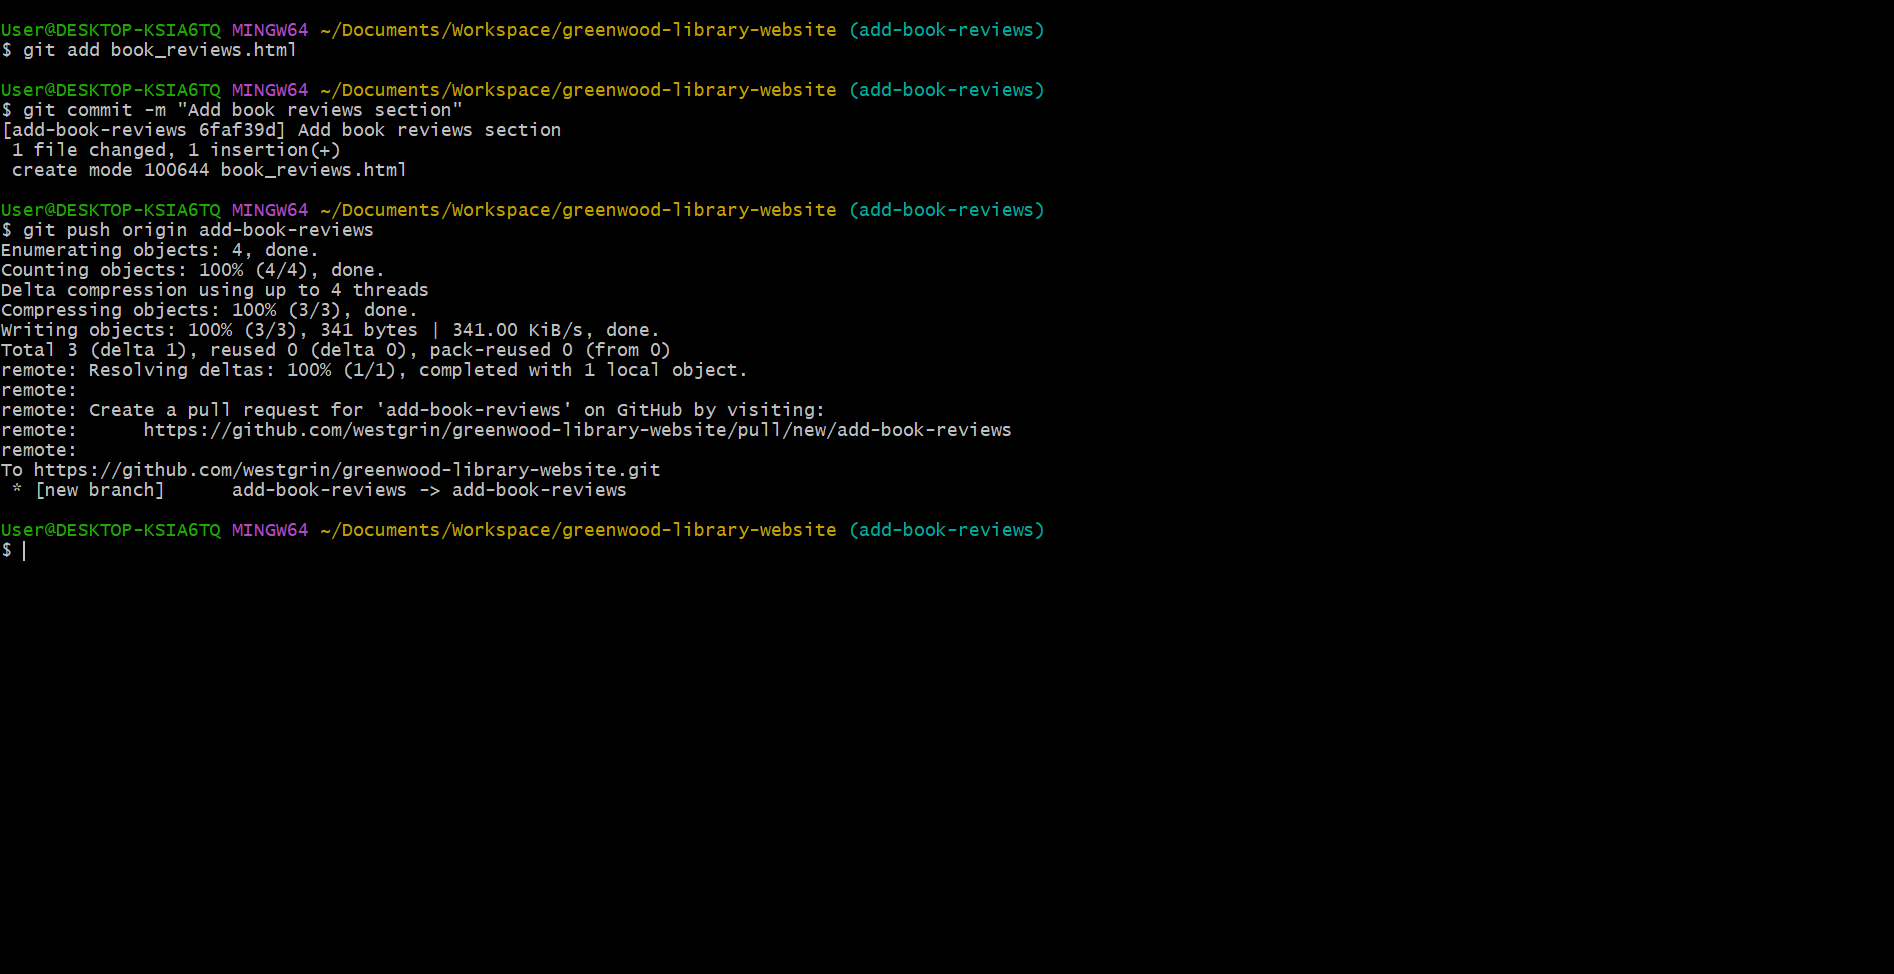 User@DESKTOP-KSIA6TQ MINGW64 ~/Documents/Workspace/greenwood-library-website (add-book-reviews)
$ git add book_reviews.html
User@DESKTOP-KSIA6TQ MINGW64 ~/Documents/Workspace/greenwood-library-website (add-book-reviews)
$ git commit -m "Add book reviews section"
[add-book-reviews 6faf39d] Add book reviews section
 1 file changed, 1 insertion(+)
 create mode 100644 book_reviews.html
User@DESKTOP-KSIA6TQ MINGW64 ~/Documents/Workspace/greenwood-library-website (add-book-reviews)
$ git push origin add-book-reviews
Enumerating objects: 4, done.
Counting objects: 100% (4/4), done.
Delta compression using up to 4 threads
Compressing objects: 100% (3/3), done.
Writing objects: 100% (3/3), 341 bytes | 341.00 KiB/s, done.
Total 3 (delta 1), reused 0 (delta 0), pack-reused 0 (from 0)
remote: Resolving deltas: 100% (1/1), completed with 1 local object.
remote:
remote: Create a pull request for 'add-book-reviews' on GitHub by visiting:
remote:      https://github.com/westgrin/greenwood-library-website/pull/new/add-book-reviews
remote:
To https://github.com/westgrin/greenwood-library-website.git
 * [new branch]      add-book-reviews -> add-book-reviews
User@DESKTOP-KSIA6TQ MINGW64 ~/Documents/Workspace/greenwood-library-website (add-book-reviews)
$